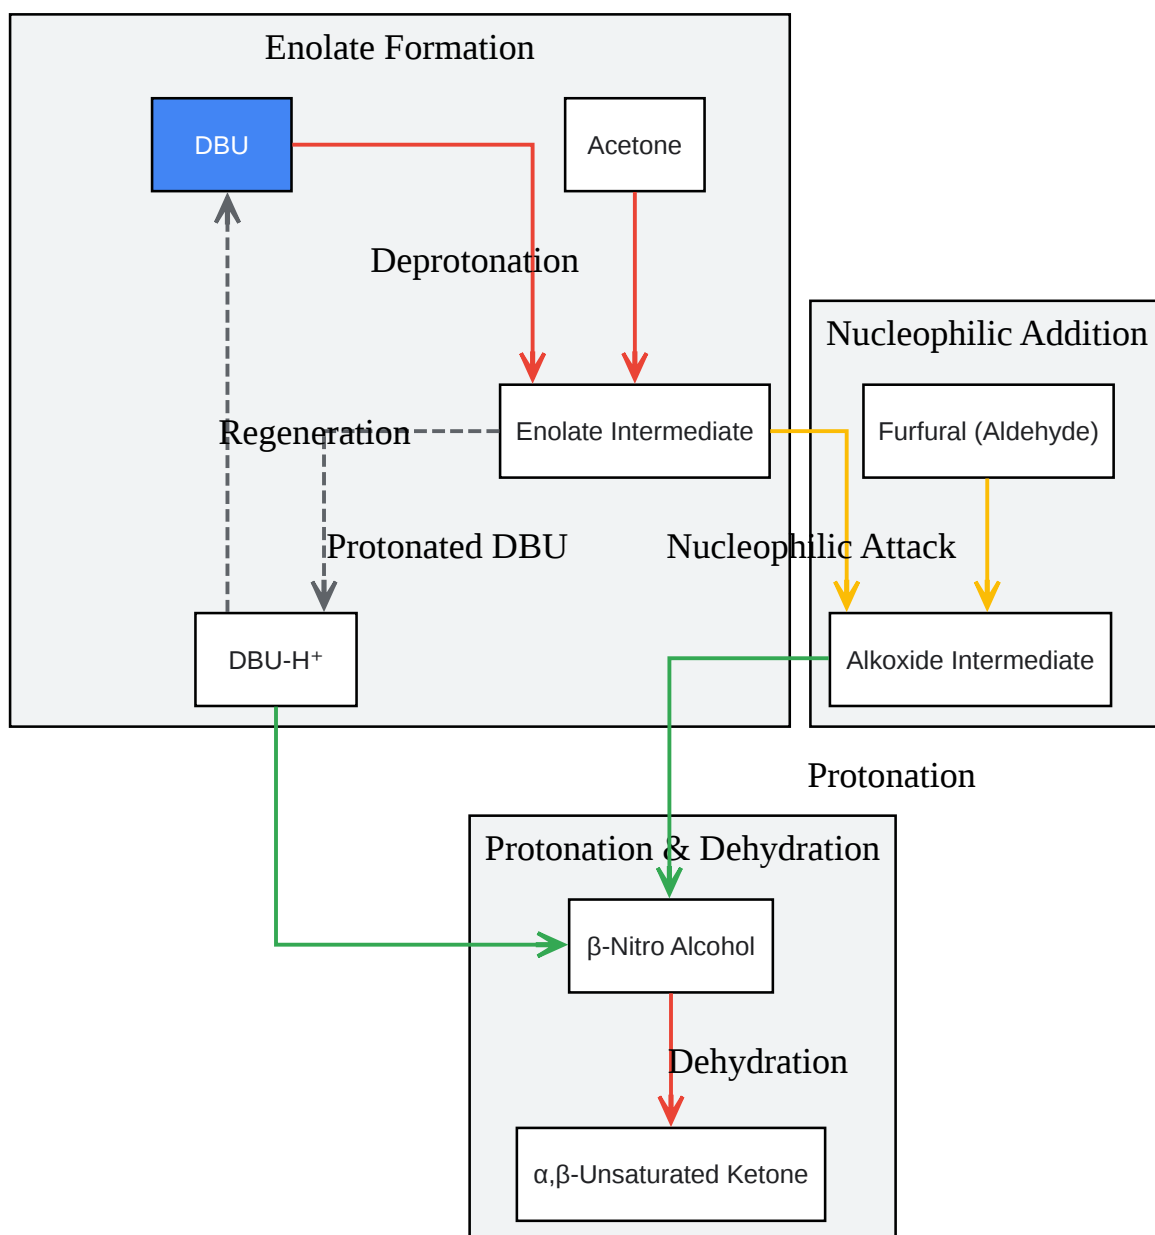 Enolate Formation
DBU
Acetone
Deprotonation
Nucleophilic Addition
Regeneration
Enolate Intermediate
Furfural (Aldehyde)
Protonated DBU
Nucleophilic Attack
DBU-H⁺
Alkoxide Intermediate
Protonation
Protonation & Dehydration
β-Nitro Alcohol
Dehydration
α,β-Unsaturated Ketone